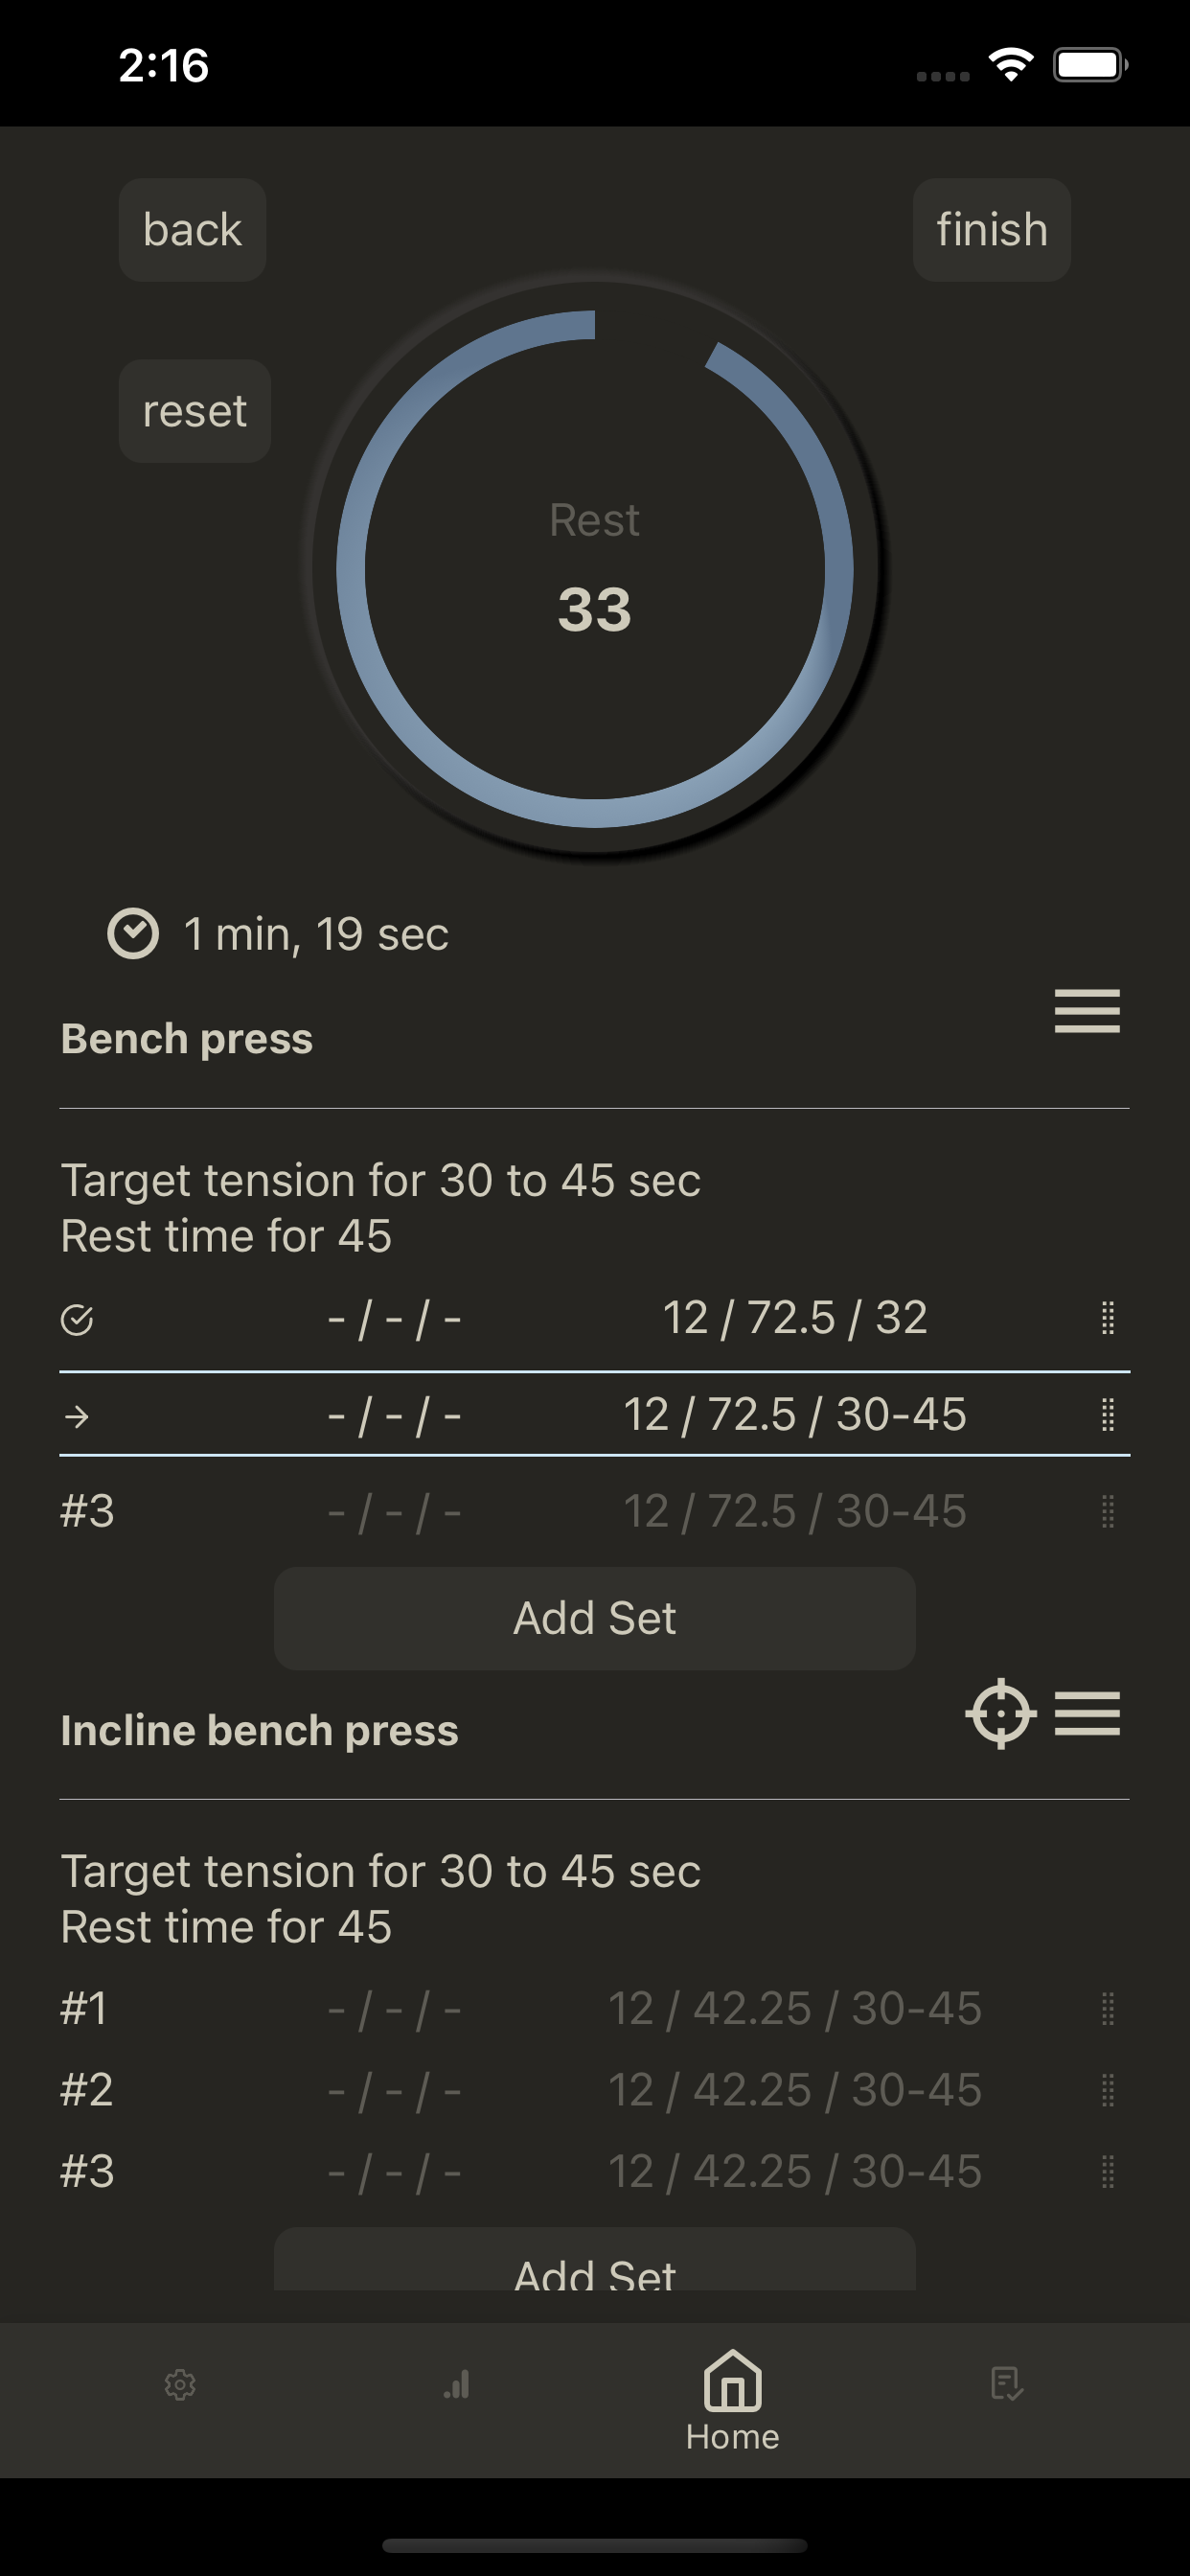 2:16
back
finish
reset
Rest
33
1 min, 19 sec
Bench press
Target tension for 30 to 45 sec
Rest time for 45
- / - / - 12 / 72.5 / 32
- / - / - 12 / 72.5 / 30-45
#3 - / - / - 12 / 72.5 / 30-45
Add Set
Incline bench press
Target tension for 30 to 45 sec
Rest time for 45
#1 - / - / - 12 / 42.25 / 30-45
#2 - / - / - 12 / 42.25 / 30-45
#3 - / - / - 12 / 42.25 / 30-45
Add Set
Home